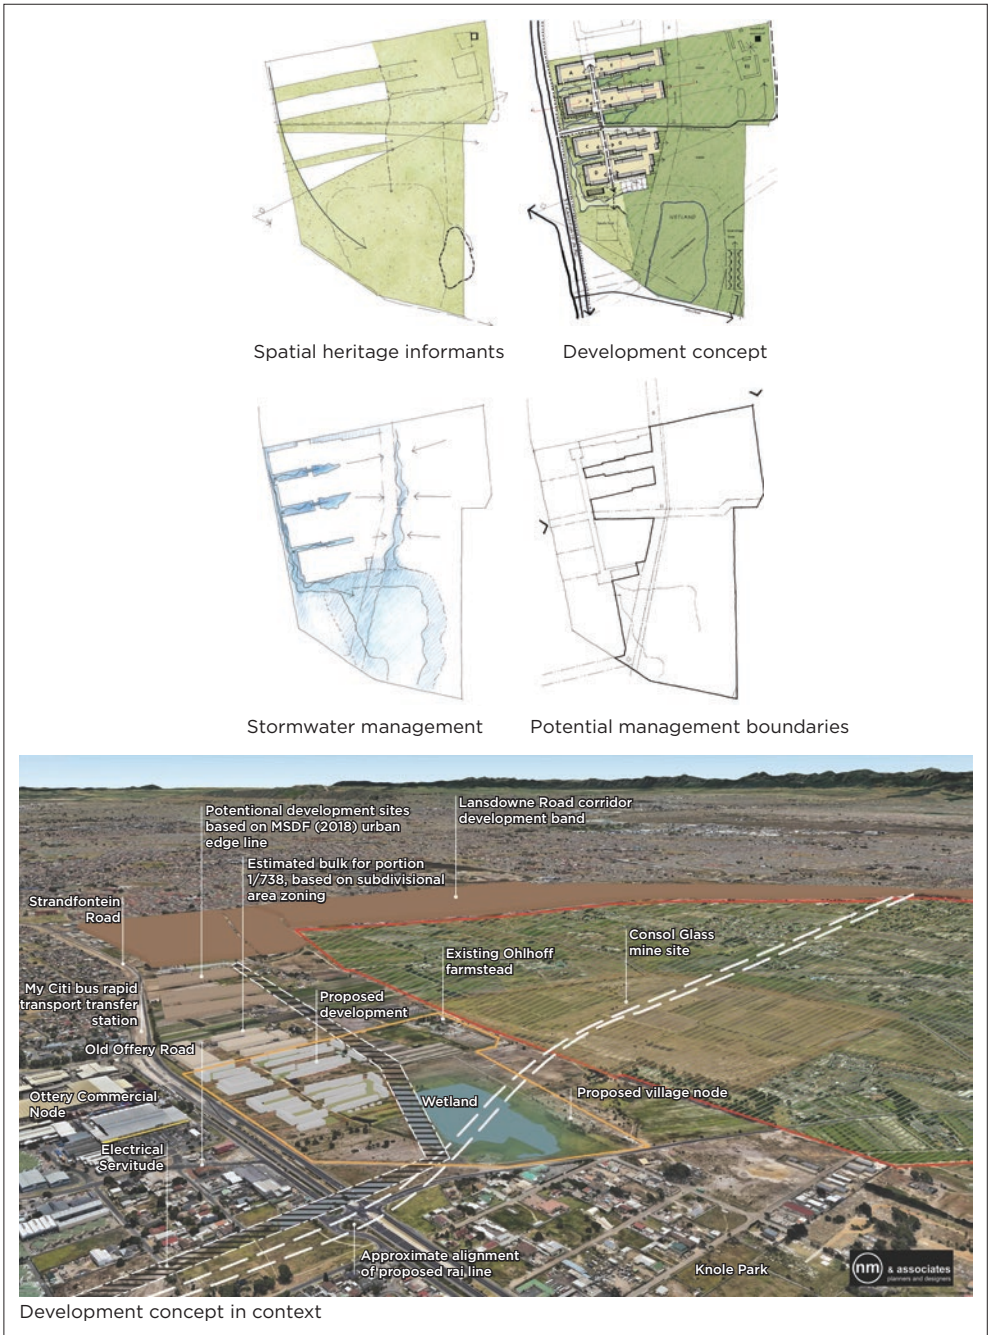 WETLAND
Spatial heritage informants
Development concept
Stormwater management
Potential management boundaries
Potentional development sites
based on MSDF (2018) urban
edge line
Lansdowne Road corridor
development band
Estimated bulk for portion
1/738, based on subdivisional
area zoning
Strandfontein
Road
Consol Glass
mine site
Existing Ohlhoff
farmstead
My Citi bus rapid
transport transfer
station
Proposed
development
Old Offery Road
Ottery Commercial
Node
Wetland
Proposed village node
Electrical
Servitude
Approximate alignment
of proposed rai line
Knole Park
nm & associates
planners and designers
Development concept in context